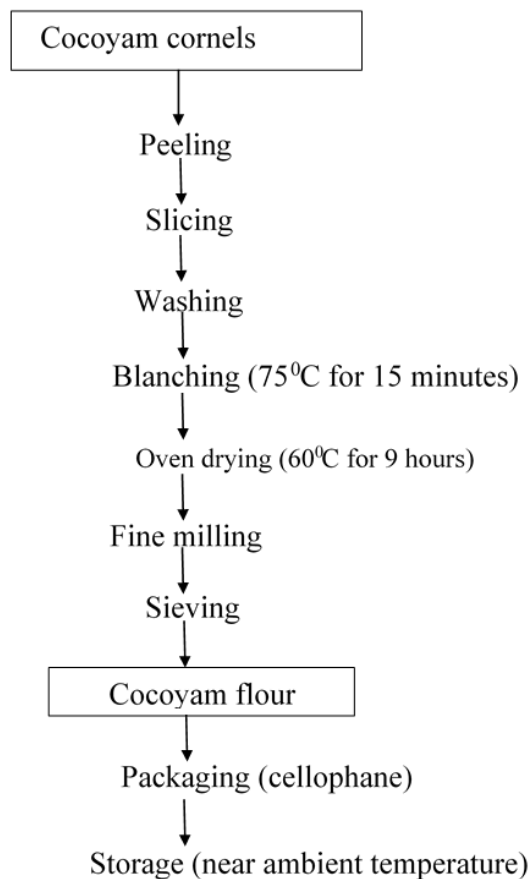 Cocoyam cornels
Peeling
Slicing
Washing
Blanching (75⁰C for 15 minutes)
Oven drying (60⁰C for 9 hours)
Fine milling
Sieving
Cocoyam flour
Packaging (cellophane)
Storage (near ambient temperature)